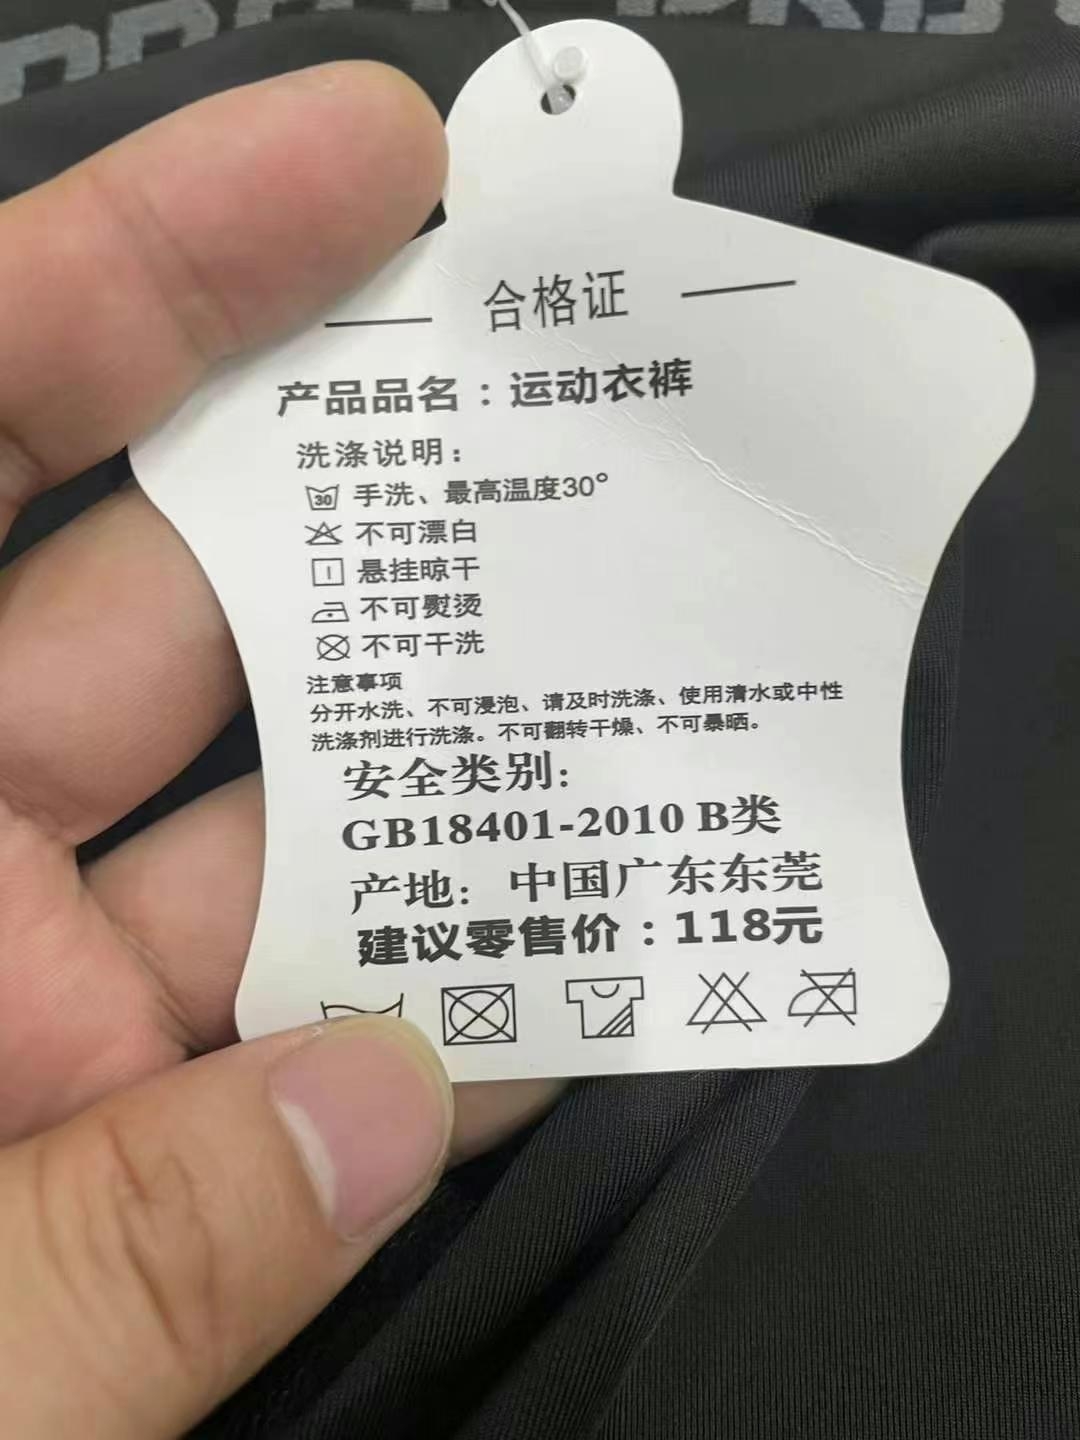 合格证
产品品名：运动衣裤
洗涤说明：
30 手洗、最高温度30°
不可漂白
悬挂晾干
不可熨烫
不可干洗
注意事项
分开水洗、不可浸泡、请及时洗涤、使用清水或中性
洗涤剂进行洗涤。不可翻转干燥、不可暴晒。
安全类别：
GB18401-2010 B类
产地：中国广东东莞
建议零售价：118元